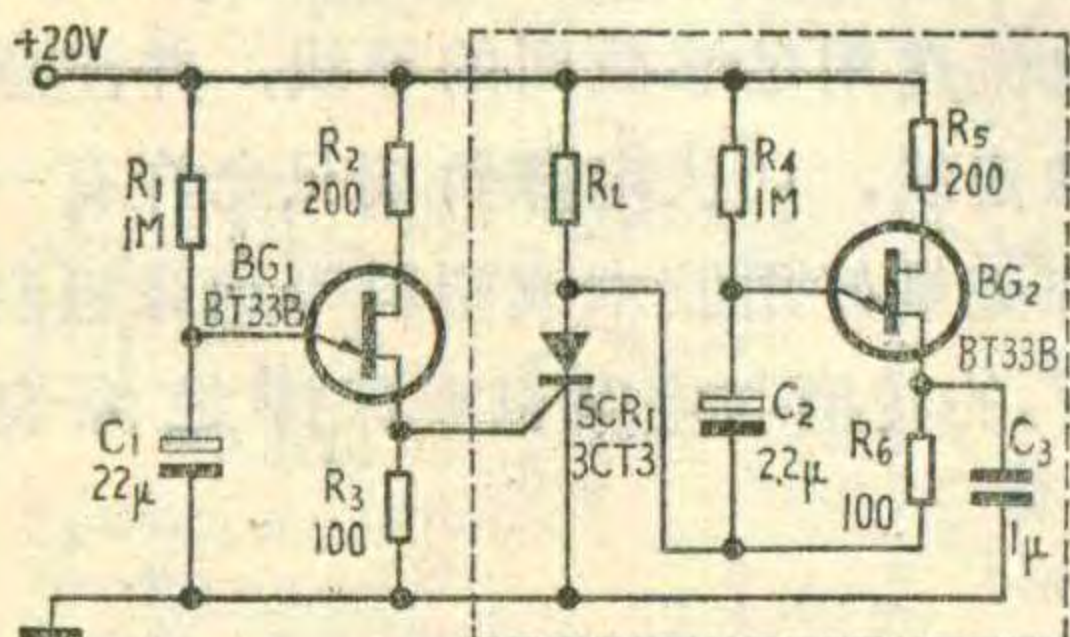 +20V
R1
1M
R2
200
BG1
BT33B
C1
22μ
R3
100
RL
SCR1
3CT3
R4
1M
R5
200
BG2
BT33B
C2
2.2μ
R6
100
C3
1μ